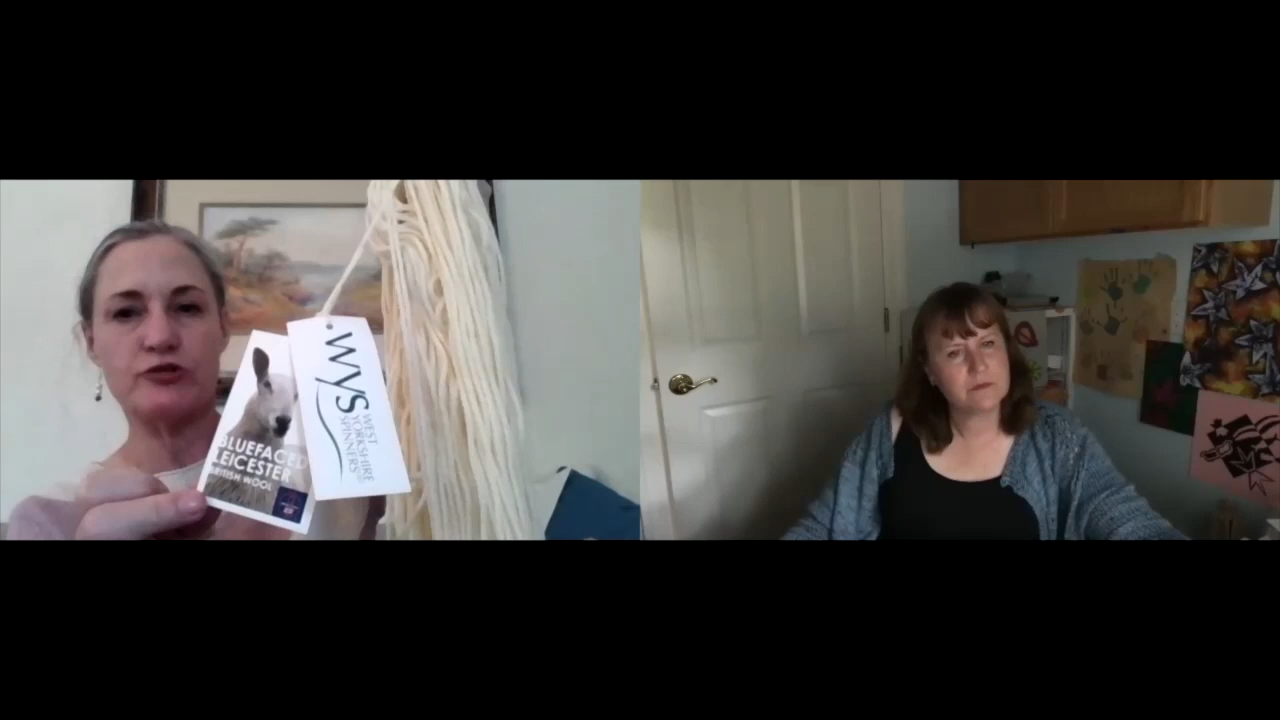 BLUEFACED
LEICESTER
BRITISH WOOL
WYS
WEST
YORKSHIRE
SPINNERS